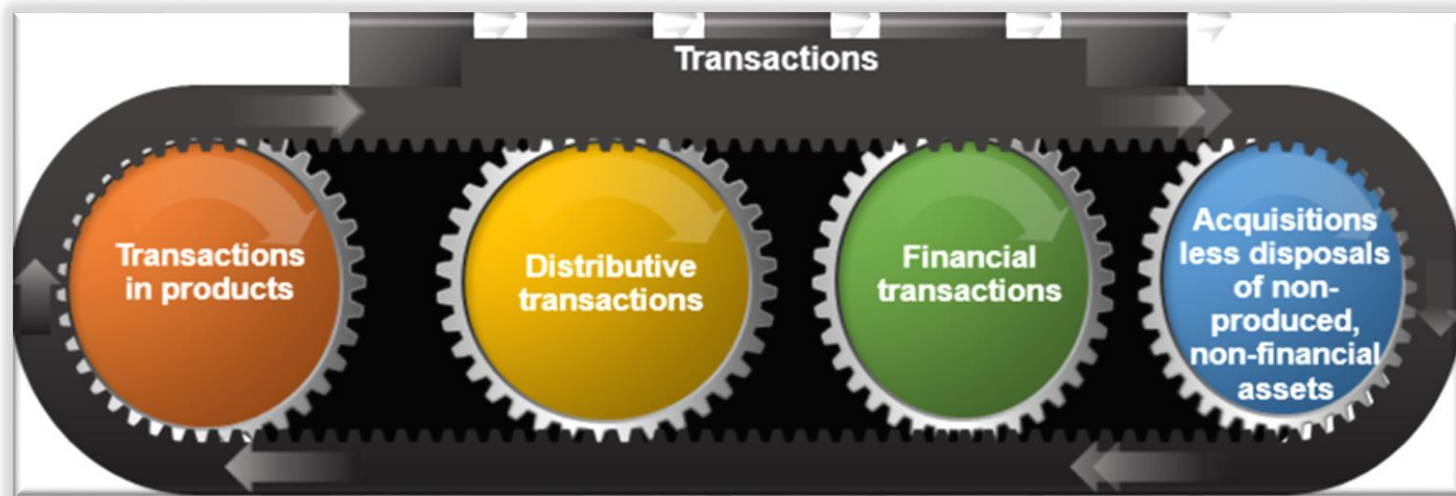 Transactions
Transactions
in products
Distributive
transactions
Financial
transactions
Acquisitions
less disposals
of non-
produced,
non-financial
assets